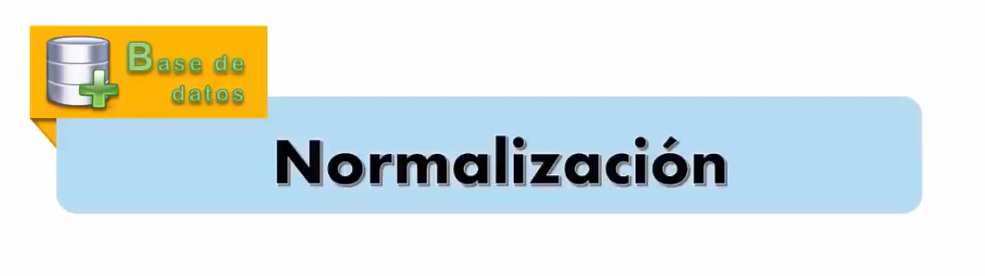 Base de
datos
Normalización